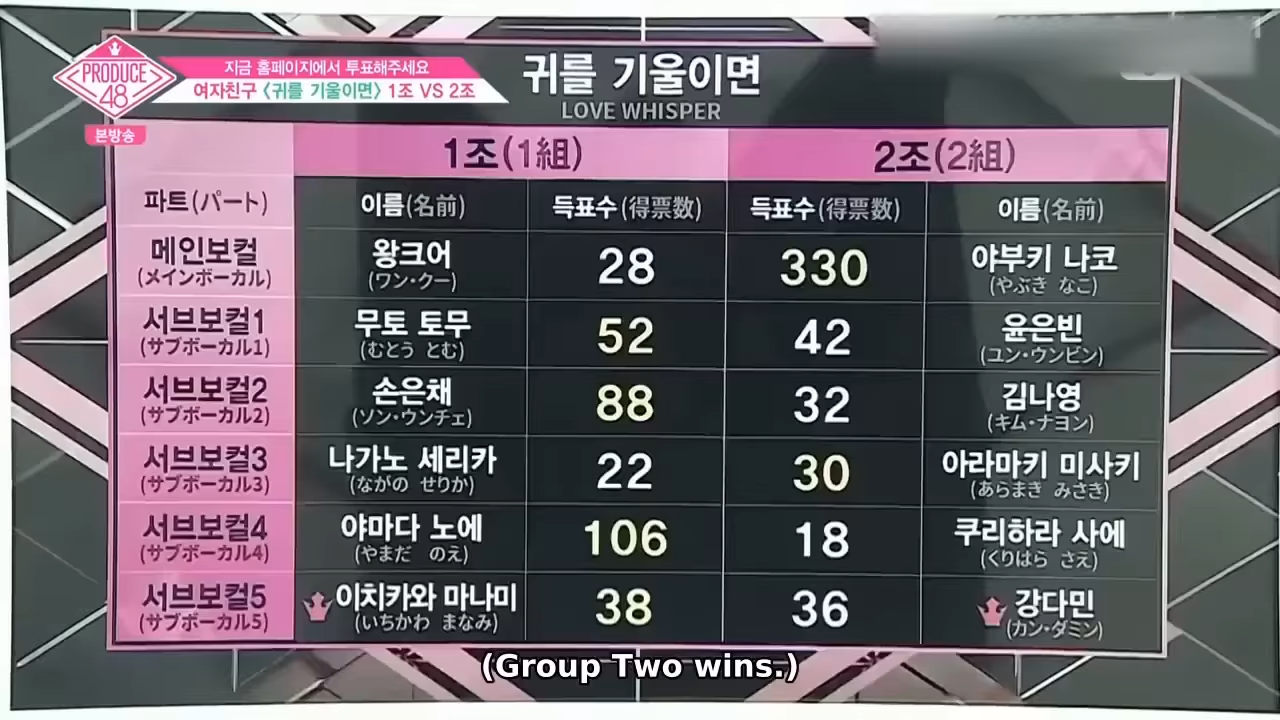 PRODUCE
48
지금 홈페이지에서 투표해주세요
여자친구 <귀를 기울이면> 1조 VS 2조
본방송
귀를 기울이면
LOVE WHISPER
1조(1組) 2조(2組)
파트(パート) 이름(名前) 득표수(得票数) 득표수(得票数) 이름(名前)
메인보컬 왕크어 28 330 야부키 나코
(メインボーカル) (ワン・クー) (やぶき なこ)
서브보컬1 무토 토무 52 42 윤은빈
(サブボーカル1) (むとう とむ) (ユン・ウンビン)
서브보컬2 손은채 88 32 김나영
(サブボーカル2) (ソン・ウンチェ) (キム・ナヨン)
서브보컬3 나가노 세리카 22 30 아라마키 미사키
(サブボーカル3) (ながの せりか) (あらまき みさき)
서브보컬4 야마다 노에 106 18 쿠리하라 사에
(サブボーカル4) (やまだ のえ) (くりはら さえ)
서브보컬5 이치카와 마나미 38 36 강다민
(サブボーカル5) (いちかわ まなみ) (カン・ダミン)
(Group Two wins.)